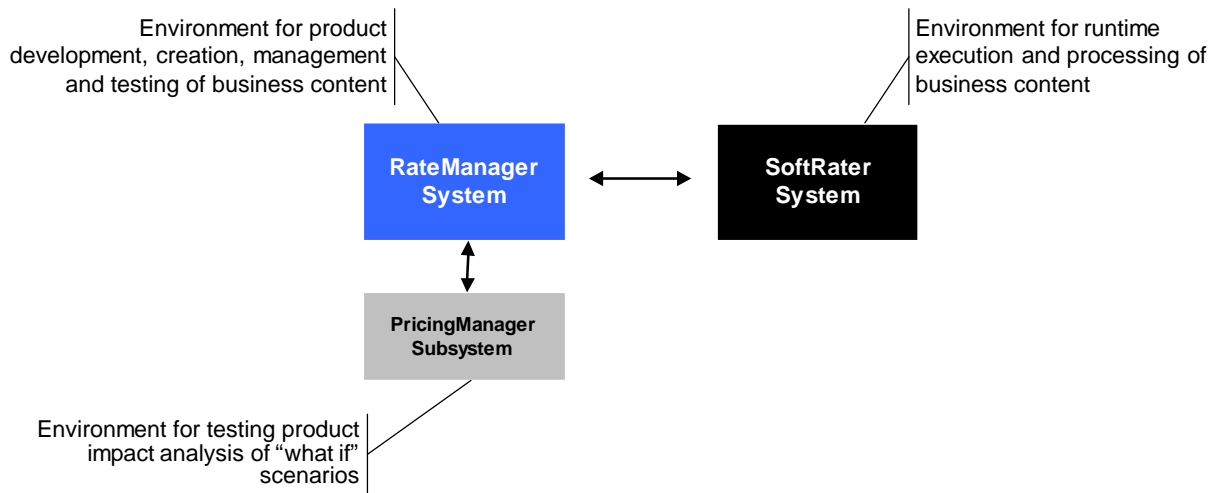 Environment for product
development, creation, management
and testing of business content
Environment for runtime
execution and processing of
business content
RateManager
System
SoftRater
System
PricingManager
Subsystem
Environment for testing product
impact analysis of “what if”
scenarios